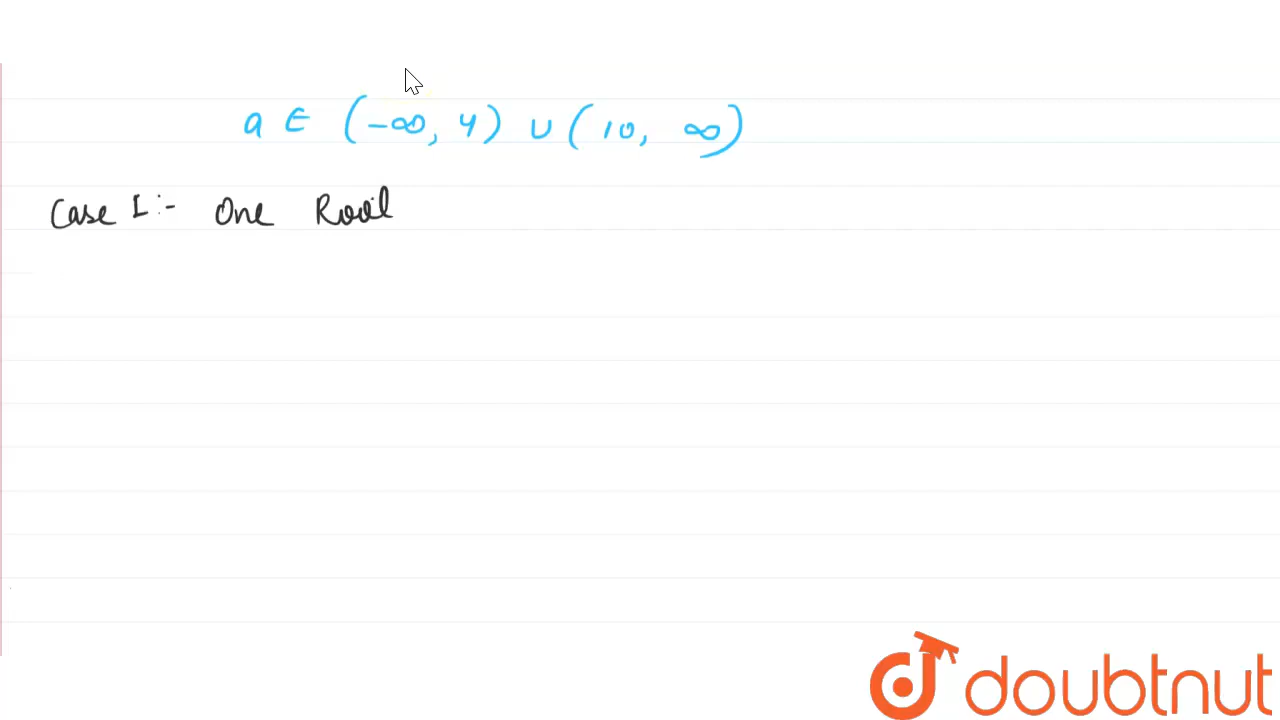 a ∈ (-∞, 4) ∪ (10, ∞)
Case I :- One Root
doubtnut